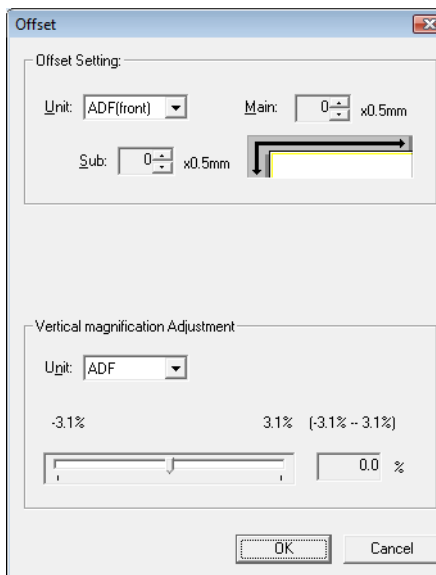 Offset
Offset Setting:
Unit: ADF(front) Main: 0 x0.5mm
Sub: 0 x0.5mm
Vertical magnification Adjustment
Unit: ADF
-3.1% 3.1% (-3.1% -- 3.1%)
0.0 %
OK Cancel